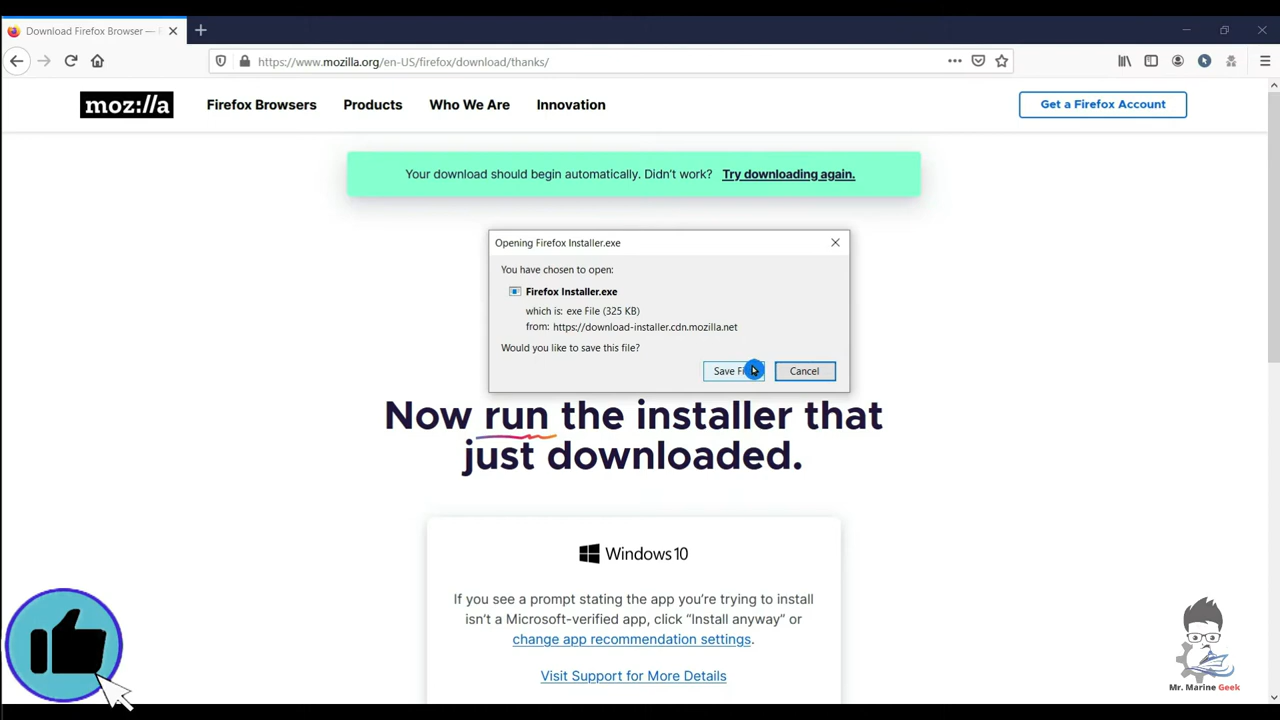 Download Firefox Browser —
https://www.mozilla.org/en-US/firefox/download/thanks/
moz://a
Firefox Browsers
Products
Who We Are
Innovation
Get a Firefox Account
Your download should begin automatically. Didn't work? Try downloading again.
Opening Firefox Installer.exe
You have chosen to open:
Firefox Installer.exe
which is: exe File (325 KB)
from: https://download-installer.cdn.mozilla.net
Would you like to save this file?
Save
Cancel
Now run the installer that
just downloaded.
Windows 10
If you see a prompt stating the app you're trying to install
isn't a Microsoft-verified app, click “Install anyway” or
change app recommendation settings.
Visit Support for More Details
Mr. Marine Geek